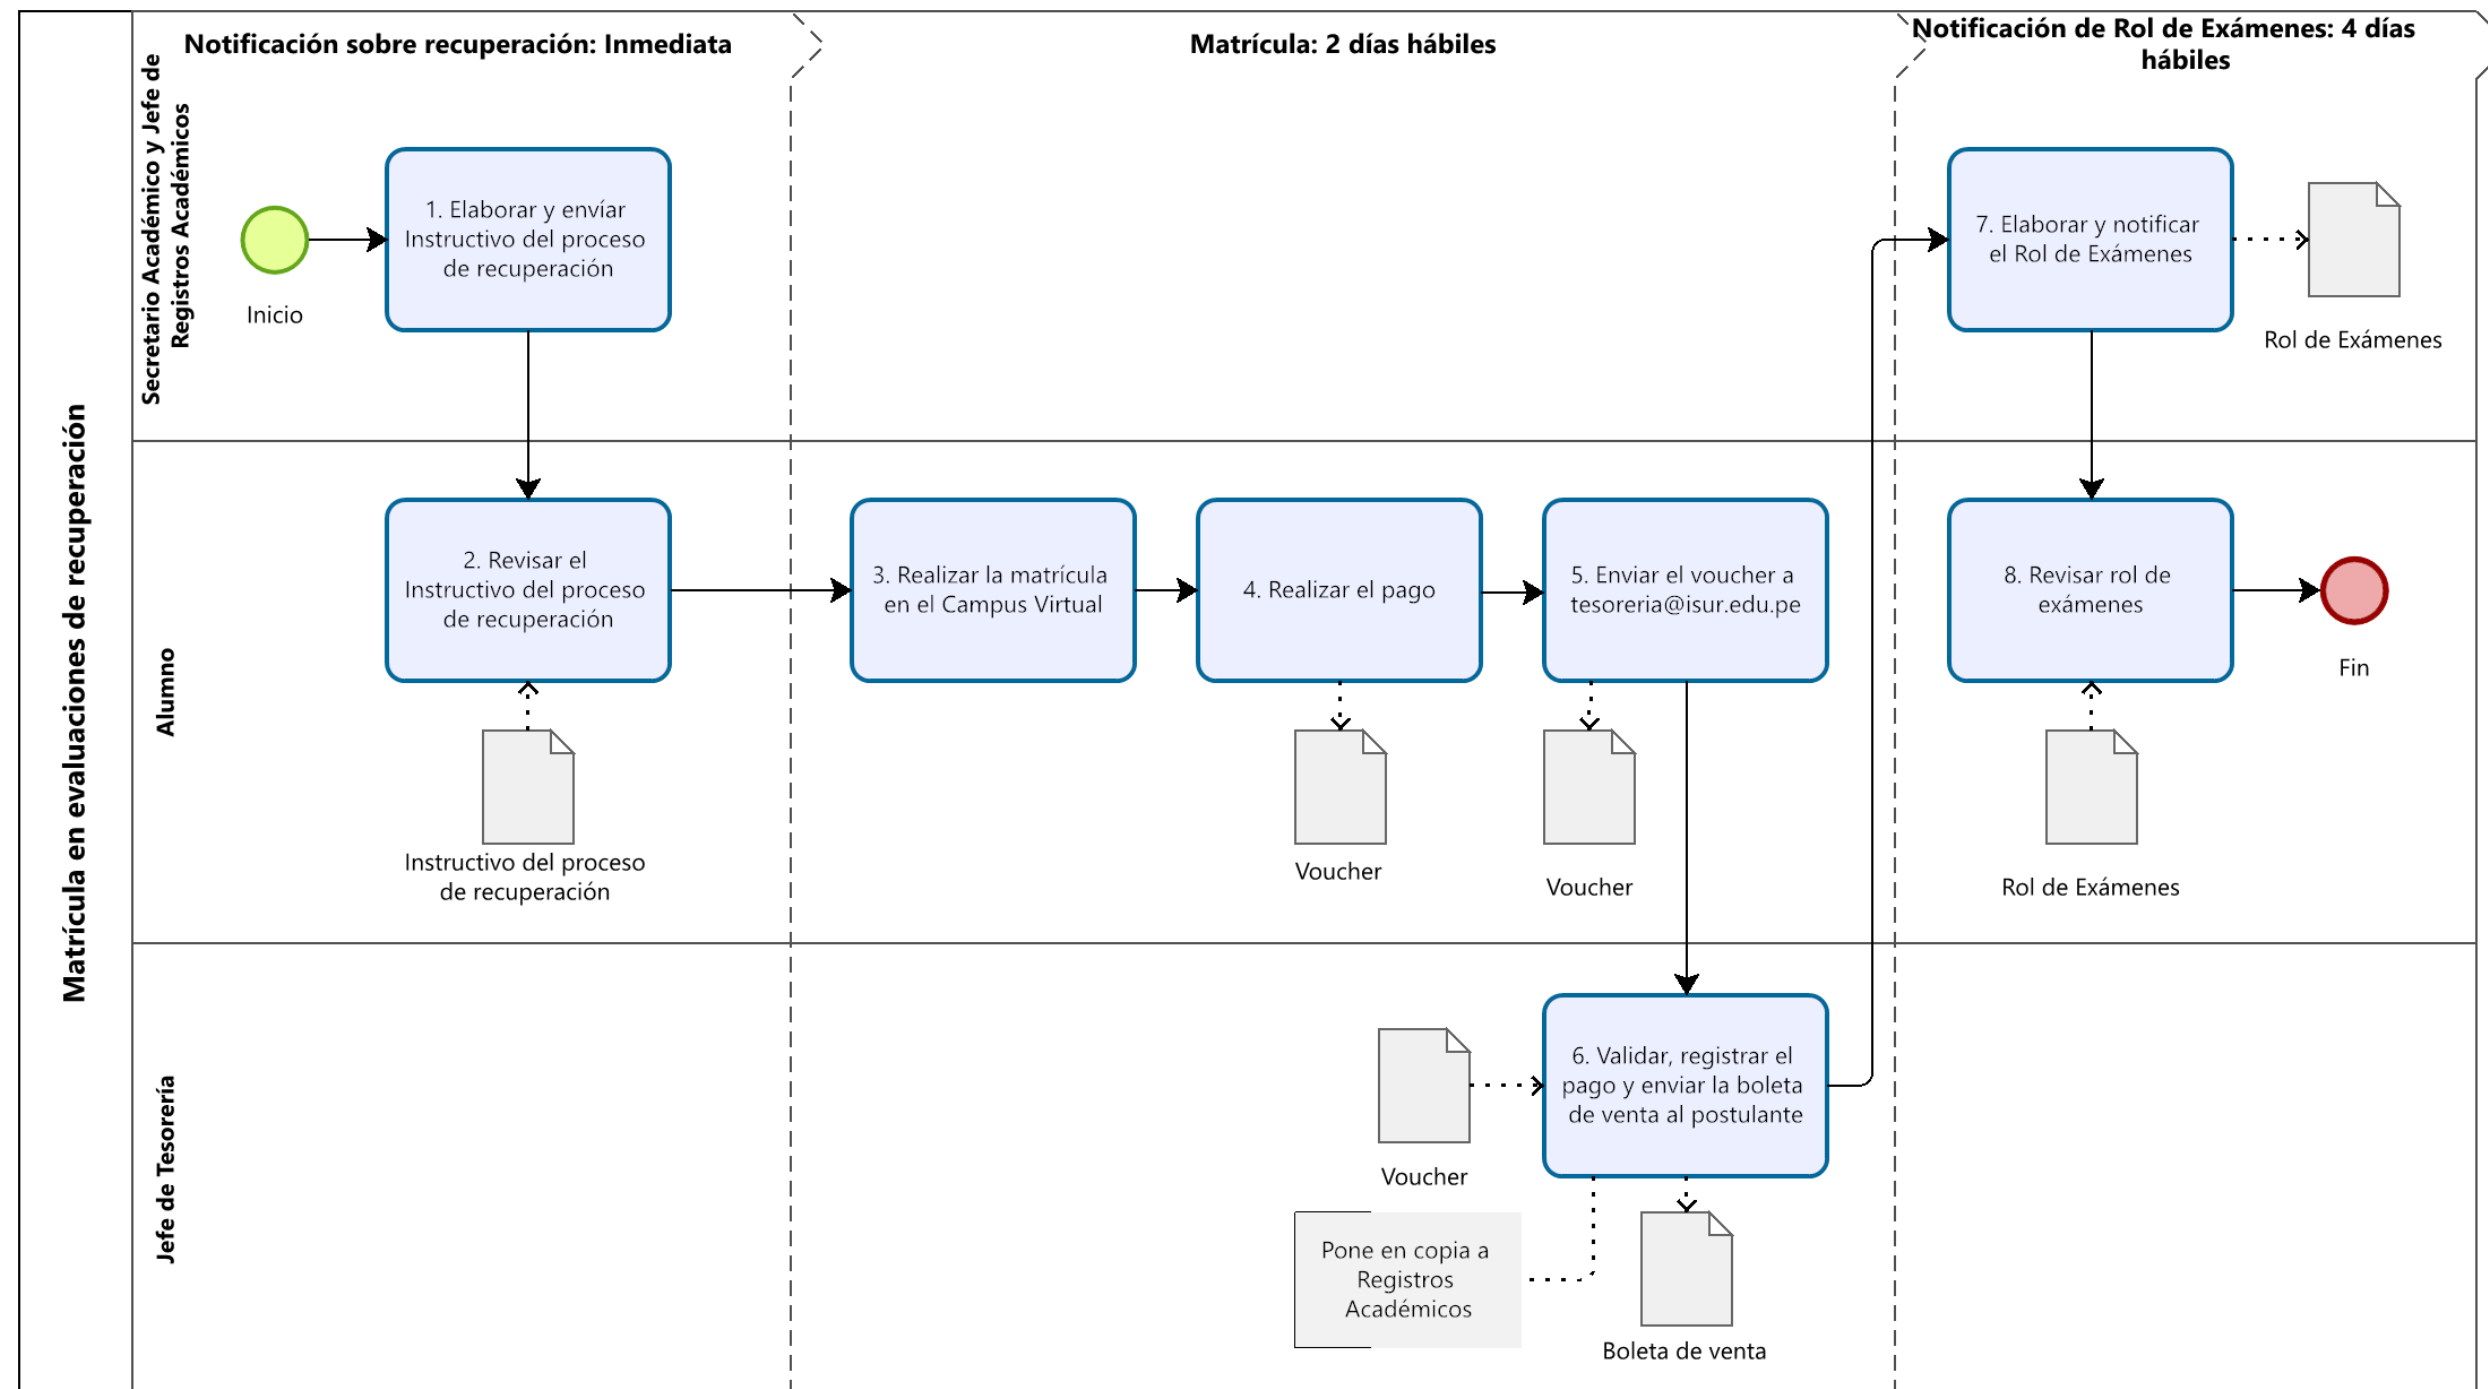 Matrícula en evaluaciones de recuperación
Notificación sobre recuperación: Inmediata
Matrícula: 2 días hábiles
Notificación de Rol de Exámenes: 4 días
hábiles
Secretario Académico y Jefe de
Registros Académicos
Inicio
1. Elaborar y envíar
Instructivo del proceso
de recuperación
7. Elaborar y notificar
el Rol de Exámenes
Rol de Exámenes
Alumno
2. Revisar el
Instructivo del proceso
de recuperación
Instructivo del proceso
de recuperación
3. Realizar la matrícula
en el Campus Virtual
4. Realizar el pago
Voucher
5. Enviar el voucher a
tesoreria@isur.edu.pe
Voucher
8. Revisar rol de
exámenes
Rol de Exámenes
Fin
Jefe de Tesorería
Voucher
6. Validar, registrar el
pago y enviar la boleta
de venta al postulante
Pone en copia a
Registros
Académicos
Boleta de venta